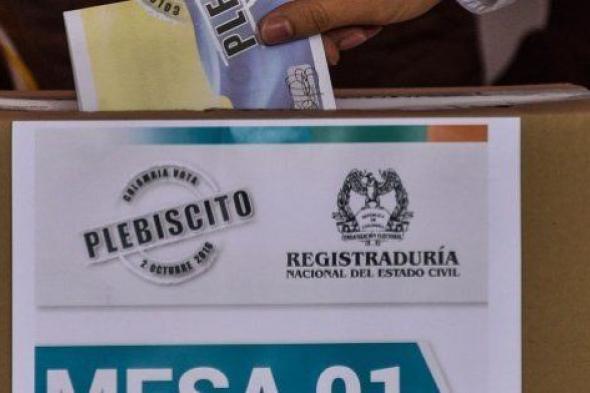 PLE
COLOMBIA VOTA
PLEBISCITO
2 OCTUBRE 2016
REGISTRADURÍA
NACIONAL DEL ESTADO CIVIL
MESA 01